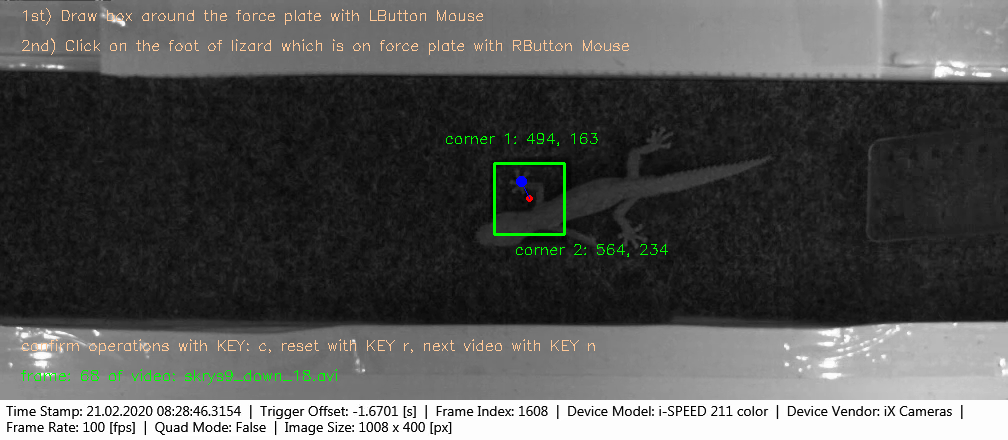 1st) Draw box around the force plate with LButton Mouse
2nd) Click on the foot of lizard which is on force plate with RButton Mouse
corner 1: 494, 163
corner 2: 564, 234
confirm operations with KEY: c, reset with KEY r, next video with KEY n
frame: 68 of video: skrys9_down_18.avi
Time Stamp: 21.02.2020 08:28:46.3154 | Trigger Offset: -1.6701 [s] | Frame Index: 1608 | Device Model: i-SPEED 211 color | Device Vendor: iX Cameras |
Frame Rate: 100 [fps] | Quad Mode: False | Image Size: 1008 x 400 [px]